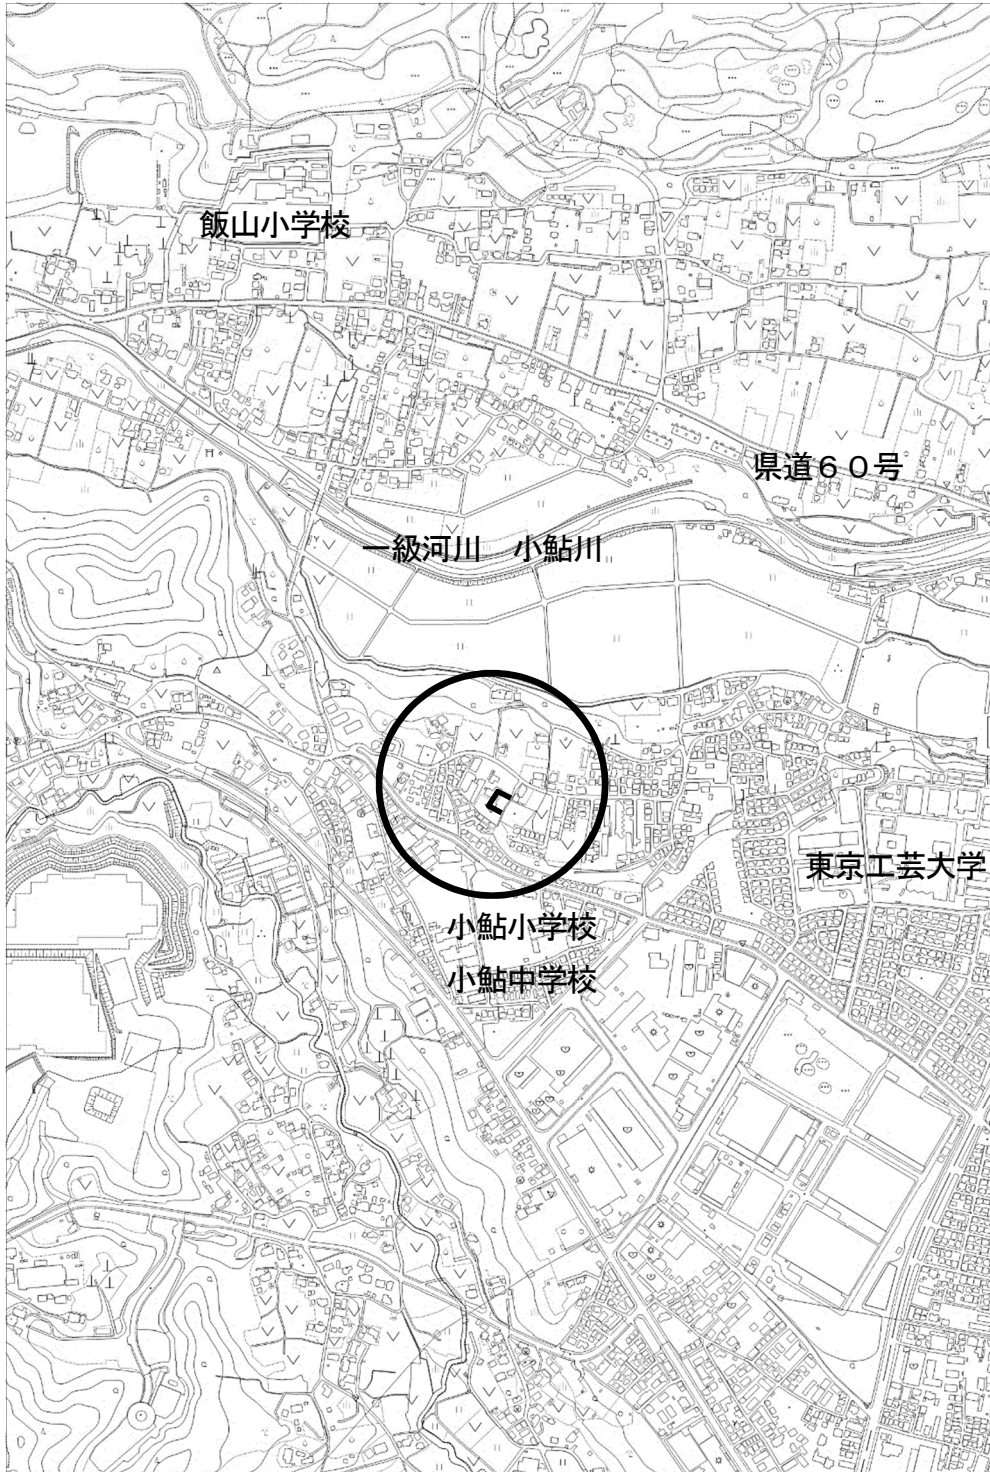 飯山小学校
県道６０号
一級河川　小鮎川
東京工芸大学
小鮎小学校
小鮎中学校